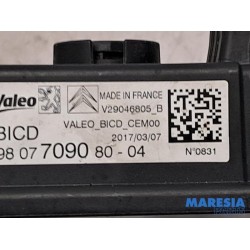 Valeo
MADE IN FRANCE
V29046805_B
VALEO_BICD_CEM00
2017/03/07
BICD
98 07 7090 80 - 04
N°0831
MARESIA